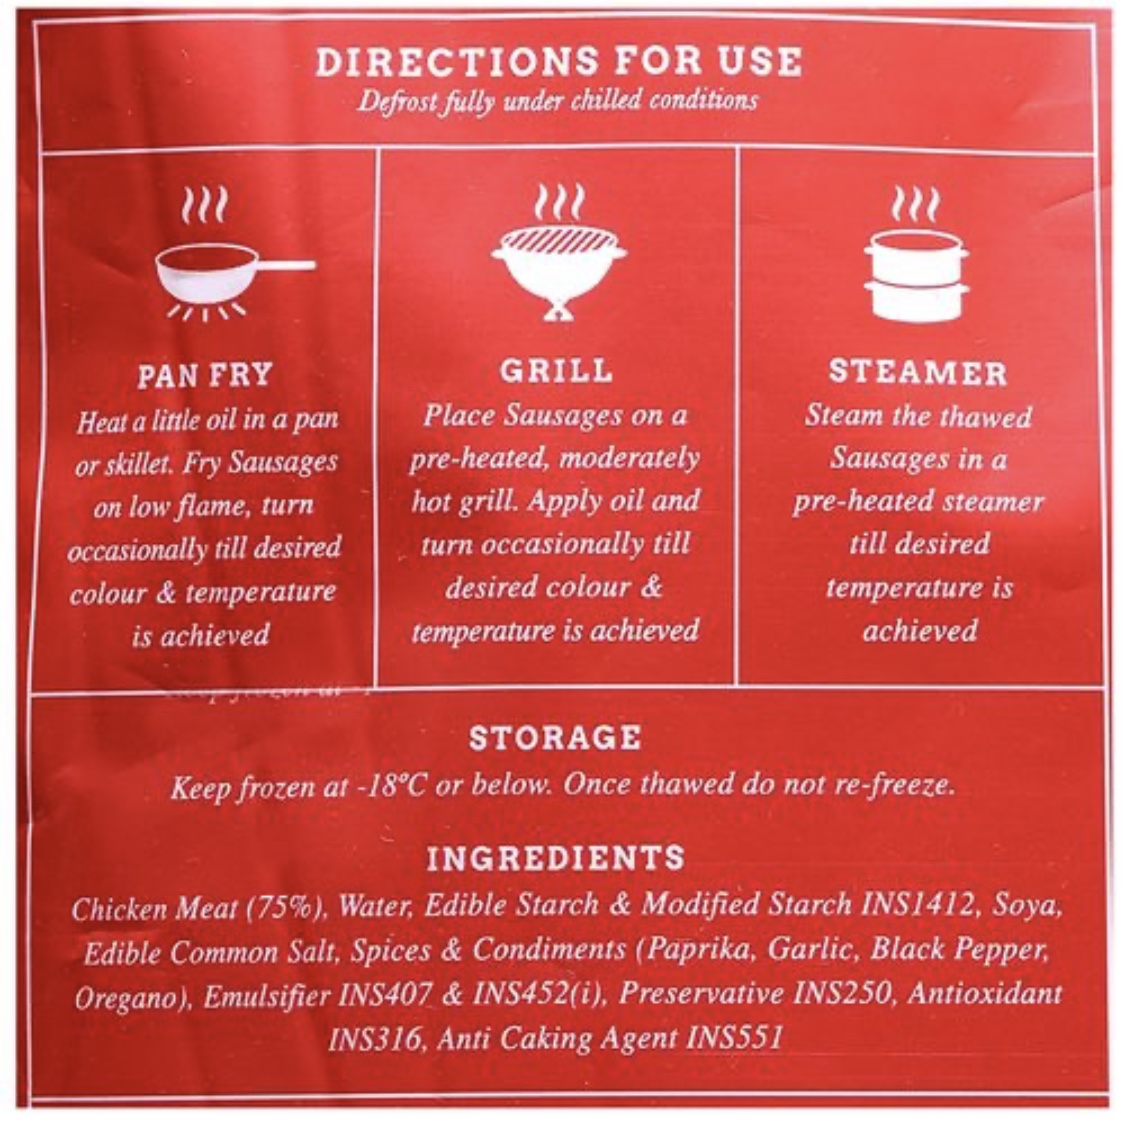 DIRECTIONS FOR USE
Defrost fully under chilled conditions
PAN FRY
Heat a little oil in a pan
or skillet. Fry Sausages
on low flame, turn
occasionally till desired
colour & temperature
is achieved
GRILL
Place Sausages on a
pre-heated, moderately
hot grill. Apply oil and
turn occasionally till
desired colour &
temperature is achieved
STEAMER
Steam the thawed
Sausages in a
pre-heated steamer
till desired
temperature is
achieved
STORAGE
Keep frozen at -18°C or below. Once thawed do not re-freeze.
INGREDIENTS
Chicken Meat (75%), Water, Edible Starch & Modified Starch INS1412, Soya,
Edible Common Salt, Spices & Condiments (Paprika, Garlic, Black Pepper,
Oregano), Emulsifier INS407 & INS452(i), Preservative INS250, Antioxidant
INS316, Anti Caking Agent INS551